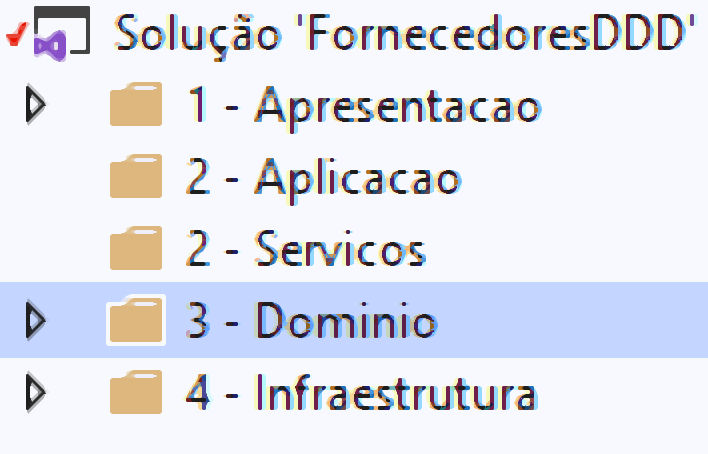 Solução 'FornecedoresDDD'
1 - Apresentacao
2 - Aplicacao
2 - Servicos
3 - Dominio
4 - Infraestrutura